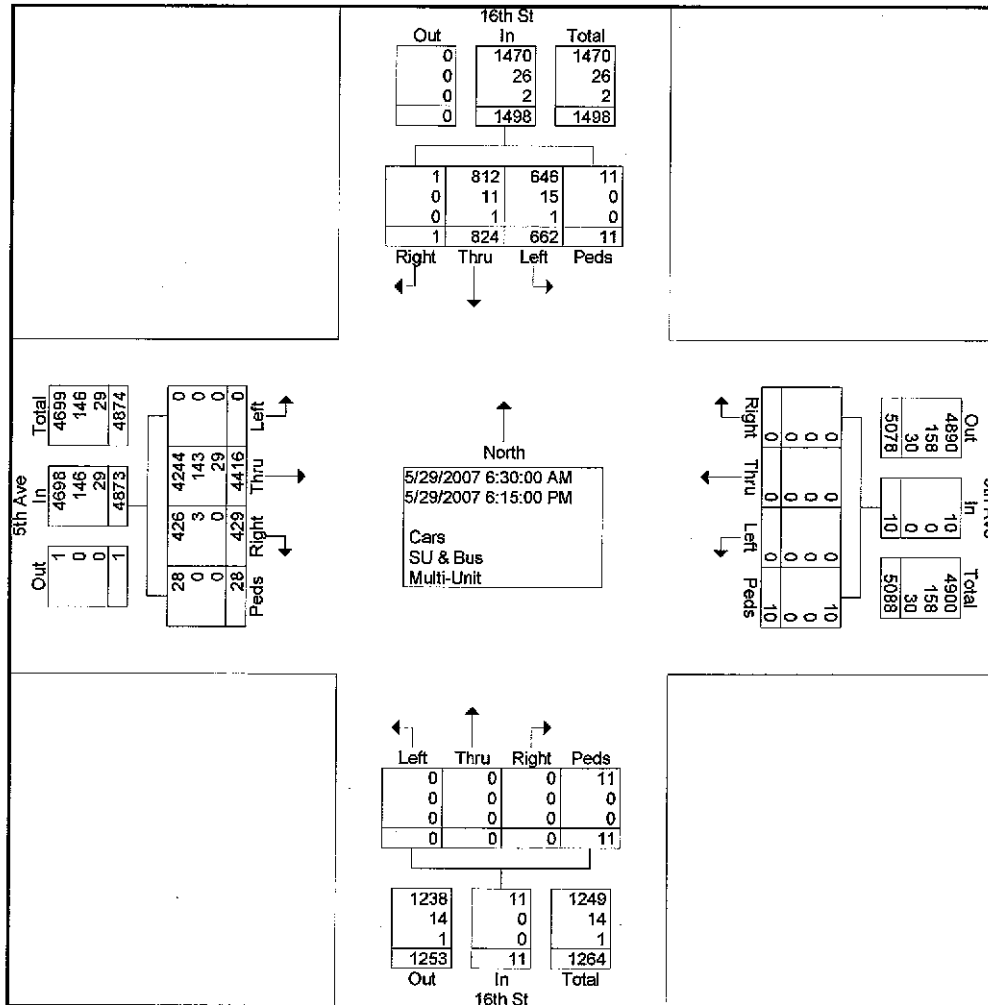 16th St
Out In Total
0 1470 1470
0 26 26
0 2 2
0 1498 1498
1 812 646 11
0 11 15 0
0 1 1 0
1 824 662 11
Right Thru Left Peds
5th Ave
Total In Out
4699 4698 1
146 146 0
29 29 0
4874 4873 1
0 4244 426 28
0 143 3 0
0 29 0 0
0 4416 429 28
Left Thru Right Peds
North
5/29/2007 6:30:00 AM
5/29/2007 6:15:00 PM
Cars
SU & Bus
Multi-Unit
Right Thru Left Peds
0 0 0 10
0 0 0 0
0 0 0 0
0 0 0 10
Out In Total
4890 10 4900
158 0 158
30 0 30
5078 10 5088
Left Thru Right Peds
0 0 0 11
0 0 0 0
0 0 0 0
0 0 0 11
1238 11 1249
14 0 14
1 0 1
1253 11 1264
Out In Total
16th St